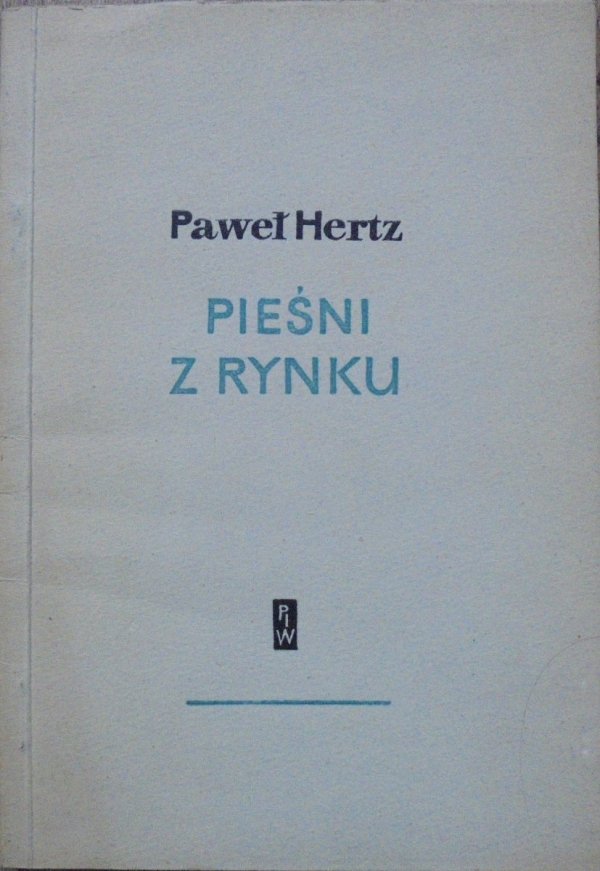 Paweł Hertz
PIEŚNI
Z RYNKU
P
I
W